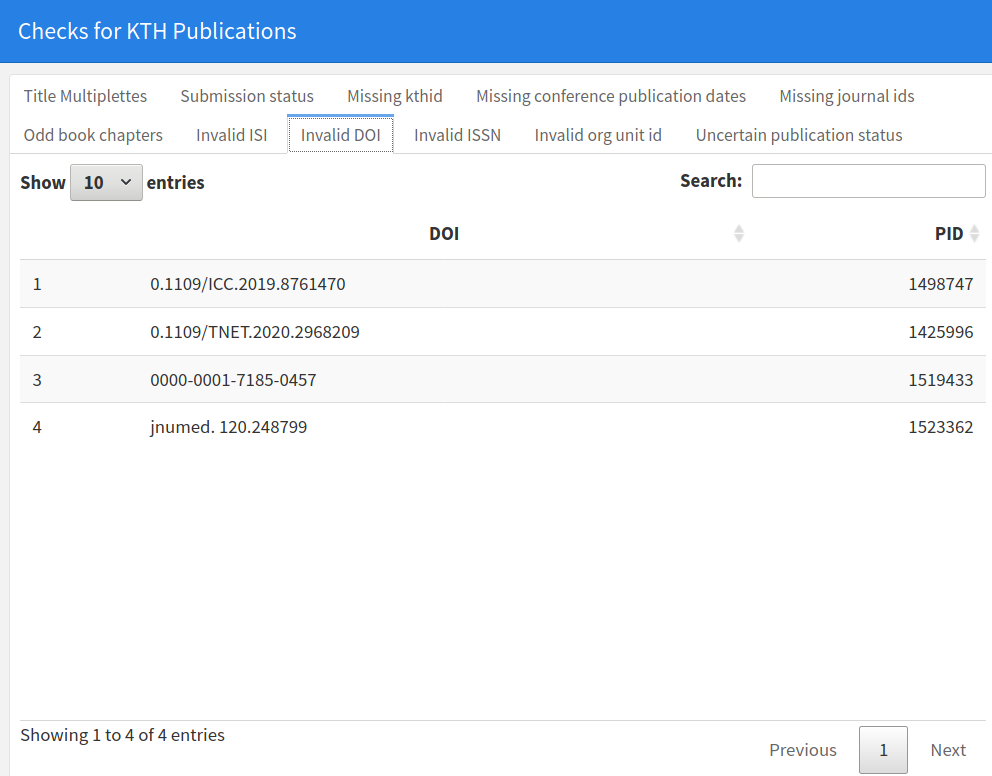 Checks for KTH Publications
Title Multiplettes Submission status Missing kthid Missing conference publication dates Missing journal ids
Odd book chapters Invalid ISI Invalid DOI Invalid ISSN Invalid org unit id Uncertain publication status
Show 10 entries Search:
DOI PID
1 0.1109/ICC.2019.8761470 1498747
2 0.1109/TNET.2020.2968209 1425996
3 0000-0001-7185-0457 1519433
4 jnumed. 120.248799 1523362
Showing 1 to 4 of 4 entries
Previous 1 Next